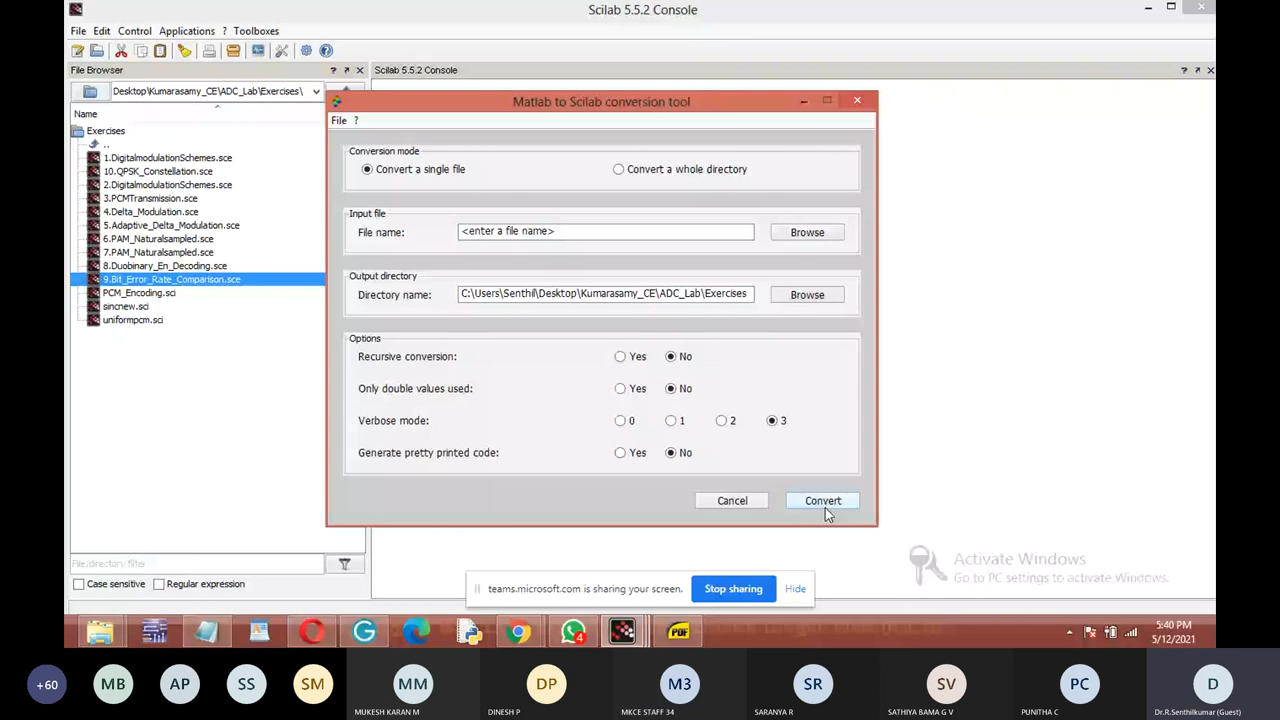 Scilab 5.5.2 Console
File Edit Control Applications ? Toolboxes
File Browser
? 
Scilab 5.5.2 Console
?
Desktop\Kumarasamy_CE\ADC_Lab\Exercises\
Name
Exercises
..
1.DigitalmodulationSchemes.sce
10.QPSK_Constellation.sce
2.DigitalmodulationSchemes.sce
3.PCMTransmission.sce
4.Delta_Modulation.sce
5.Adaptive_Delta_Modulation.sce
6.PAM_Naturalsampled.sce
7.PAM_Naturalsampled.sce
8.Duobinary_En_Decoding.sce
9.Bit_Error_Rate_Comparison.sce
PCM_Encoding.sci
sincnew.sci
uniformpcm.sci
File/directory filter
Case sensitive Regular expression
Matlab to Scilab conversion tool
File ?
Conversion mode
Convert a single file Convert a whole directory
Input file
File name: <enter a file name> Browse
Output directory
Directory name: C:\Users\Senthil\Desktop\Kumarasamy_CE\ADC_Lab\Exercises Browse
Options
Recursive conversion: Yes No
Only double values used: Yes No
Verbose mode: 0 1 2 3
Generate pretty printed code: Yes No
Cancel Convert
Activate Windows
Go to PC settings to activate Windows.
teams.microsoft.com is sharing your screen. Stop sharing Hide
4
PDF
5:40 PM
5/12/2021
+60 MB AP SS SM MM DP M3 SR SV PC D
MUKESH KARAN M DINESH P MKCE STAFF 34 SARANYA R SATHIYA BAMA G V PUNITHA C Dr.R.Senthilkumar (Guest)